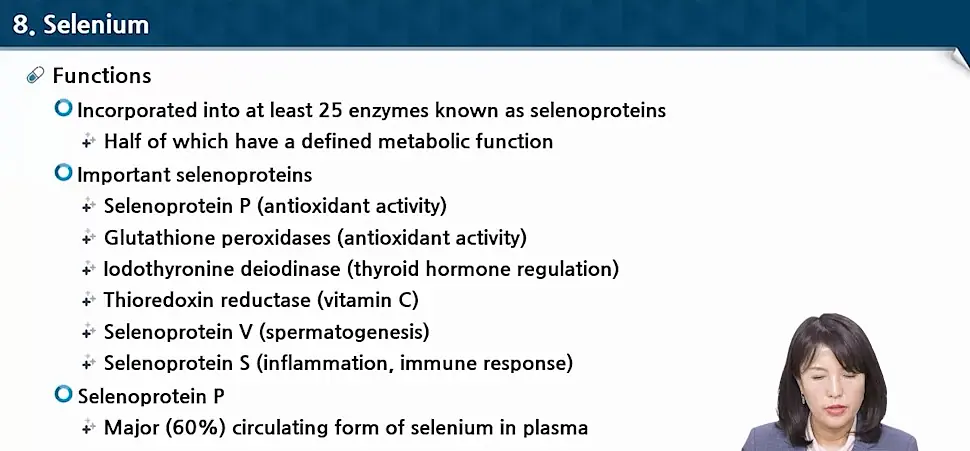 8. Selenium
Functions
Incorporated into at least 25 enzymes known as selenoproteins
Half of which have a defined metabolic function
Important selenoproteins
Selenoprotein P (antioxidant activity)
Glutathione peroxidases (antioxidant activity)
Iodothyronine deiodinase (thyroid hormone regulation)
Thioredoxin reductase (vitamin C)
Selenoprotein V (spermatogenesis)
Selenoprotein S (inflammation, immune response)
Selenoprotein P
Major (60%) circulating form of selenium in plasma